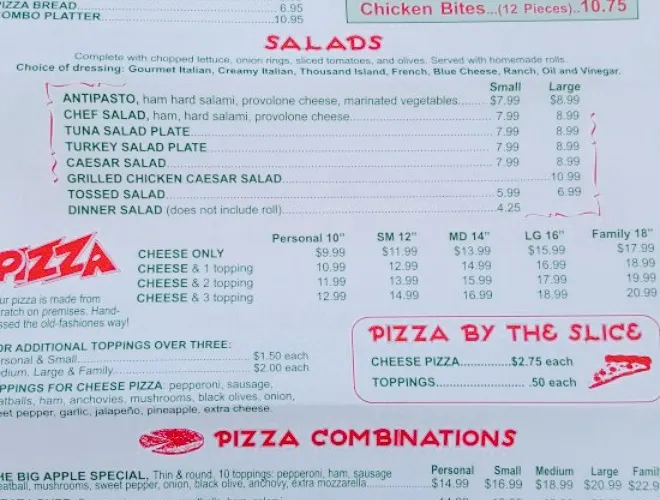 PIZZA BREAD 6.95
COMBO PLATTER 10.95
Chicken Bites...(12 Pieces)..10.75
SALADS
Complete with chopped lettuce, onion rings, sliced tomatoes, and olives. Served with homemade rolls.
Choice of dressing: Gourmet Italian, Creamy Italian, Thousand Island, French, Blue Cheese, Ranch, Oil and Vinegar.
Small Large
ANTIPASTO, ham hard salami, provolone cheese, marinated vegetables....... $7.99 $8.99
CHEF SALAD, ham, hard salami, provolone cheese 7.99 8.99
TUNA SALAD PLATE 7.99 8.99
TURKEY SALAD PLATE 7.99 8.99
CAESAR SALAD 7.99 8.99
GRILLED CHICKEN CAESAR SALAD 10.99
TOSSED SALAD 5.99 6.99
DINNER SALAD (does not include roll) 4.25
PIZZA
Personal 10" SM 12" MD 14" LG 16" Family 18"
CHEESE ONLY $9.99 $11.99 $13.99 $15.99 $17.99
CHEESE & 1 topping 10.99 12.99 14.99 16.99 18.99
CHEESE & 2 topping 11.99 13.99 15.99 17.99 19.99
CHEESE & 3 topping 12.99 14.99 16.99 18.99 20.99
ur pizza is made from
ratch on premises. Hand-
ssed the old-fashiones way!
OR ADDITIONAL TOPPINGS OVER THREE:
ersonal & Small $1.50 each
edium, Large & Family $2.00 each
PPINGS FOR CHEESE PIZZA: pepperoni, sausage,
eatballs, ham, anchovies, mushrooms, black olives, onion,
eet pepper, garlic, jalapeño, pineapple, extra cheese.
PIZZA BY THE SLICE
CHEESE PIZZA.............$2.75 each
TOPPINGS...................... .50 each
PIZZA COMBINATIONS
Personal Small Medium Large Famil
HE BIG APPLE SPECIAL, Thin & round, 10 toppings: pepperoni, ham, sausage
eatball, mushrooms, sweet pepper, onion, black olive, anchovy, extra mozzarella $14.99 $16.99 $18.99 $20.99 $22.9